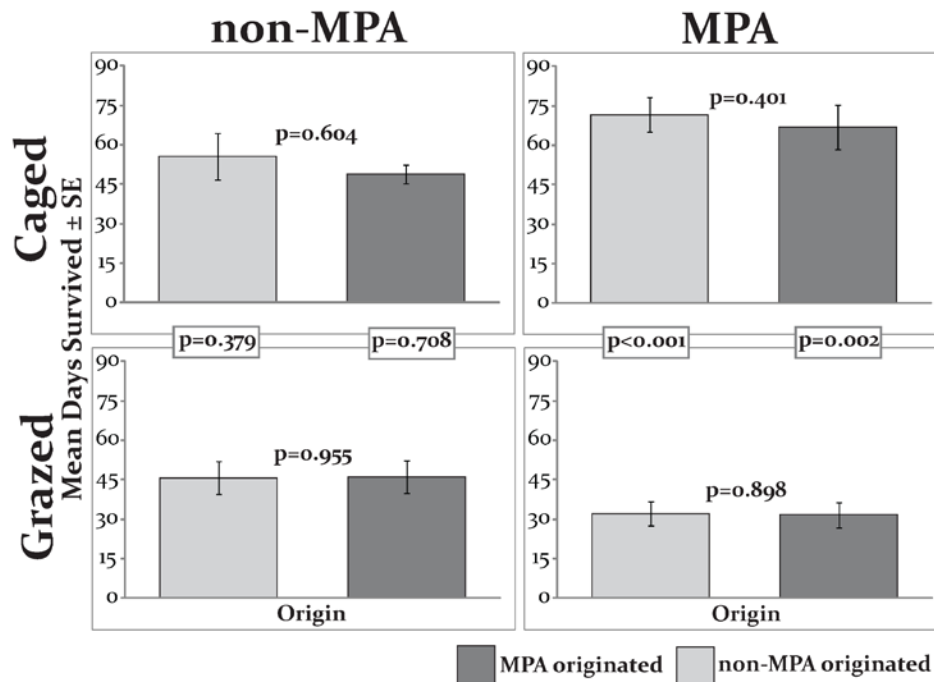 non-MPA
MPA
Caged
Grazed
Mean Days Survived ± SE
90
75
60
45
30
15
0
p=0.604
90
75
60
45
30
15
0
p=0.401
p=0.379
p=0.708
p<0.001
p=0.002
90
75
60
45
30
15
0
p=0.955
Origin
90
75
60
45
30
15
0
p=0.898
Origin
MPA originated
non-MPA originated